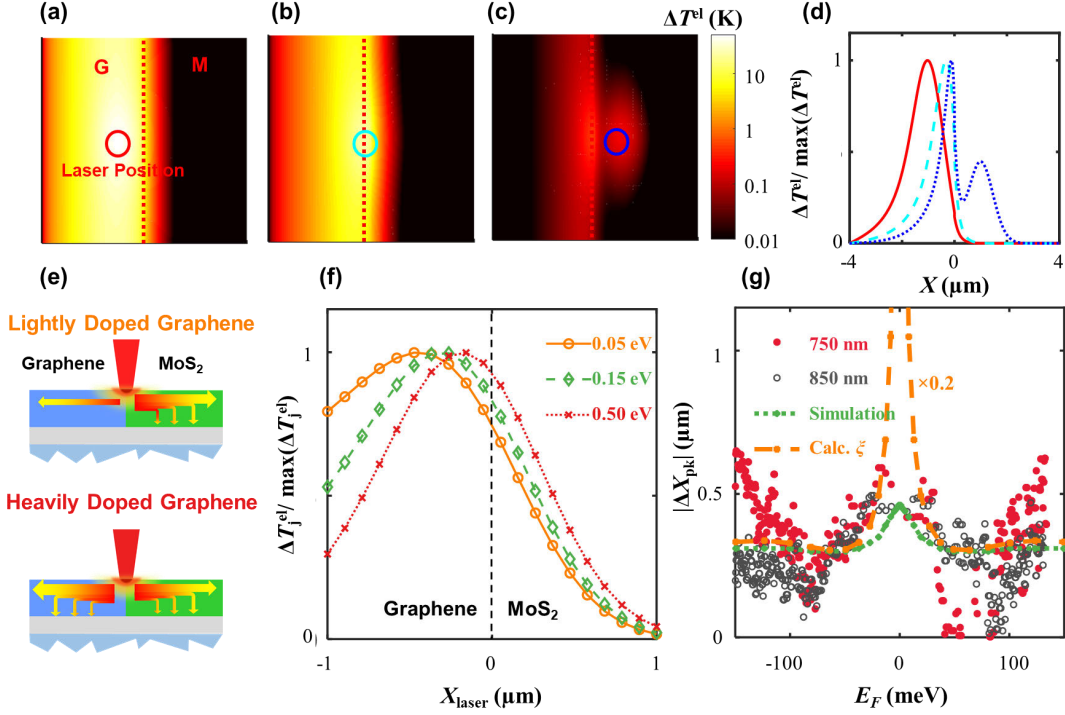 (a)
(b)
(c)
ΔT^el (K)
(d)
G
M
Laser Position
10
1
0.1
0.01
ΔT^el/ max(ΔT^el)
1
0
-4
0
4
X (μm)
(e)
Lightly Doped Graphene
Graphene
MoS₂
Heavily Doped Graphene
(f)
ΔT_j^el/ max(ΔT_j^el)
1
0
0.05 eV
0.15 eV
0.50 eV
Graphene
MoS₂
-1
0
1
X_laser (μm)
(g)
|ΔX_pk| (μm)
1
0.5
0
750 nm
850 nm
Simulation
Calc. ξ
×0.2
-100
0
100
E_F (meV)